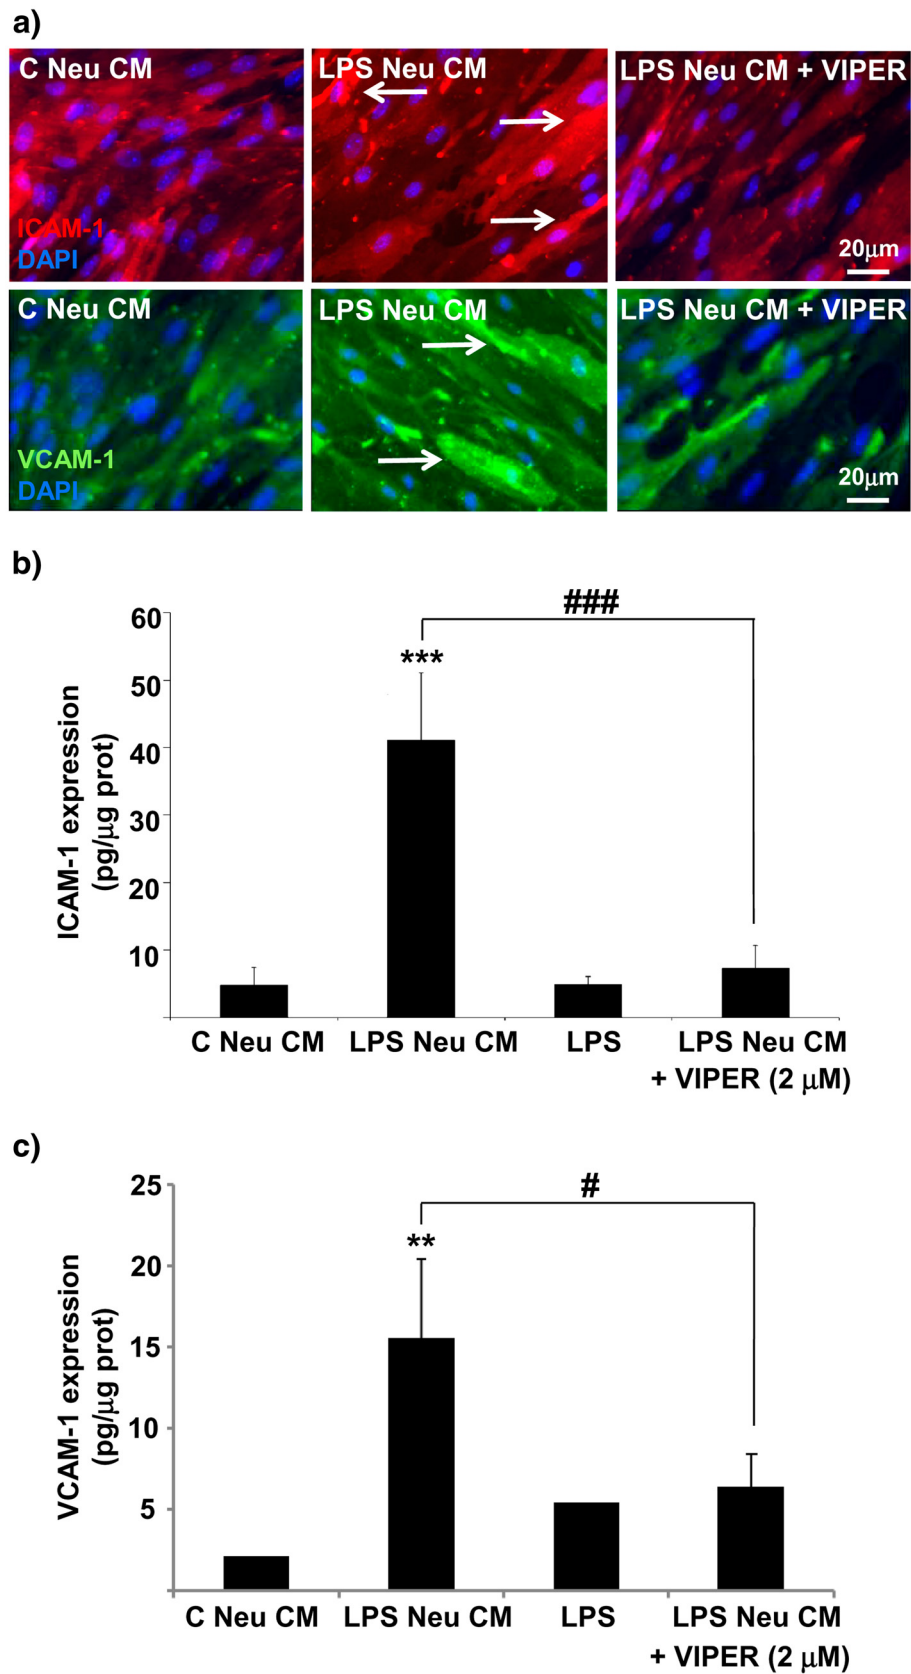 a)
C Neu CM
LPS Neu CM
LPS Neu CM + VIPER
ICAM-1
DAPI
20μm
C Neu CM
LPS Neu CM
LPS Neu CM + VIPER
VCAM-1
DAPI
20μm
b)
###
***
60
50
40
30
20
10
ICAM-1 expression
(pg/μg prot)
C Neu CM
LPS Neu CM
LPS
LPS Neu CM
+ VIPER (2 μM)
c)
#
**
25
20
15
10
5
VCAM-1 expression
(pg/μg prot)
C Neu CM
LPS Neu CM
LPS
LPS Neu CM
+ VIPER (2 μM)